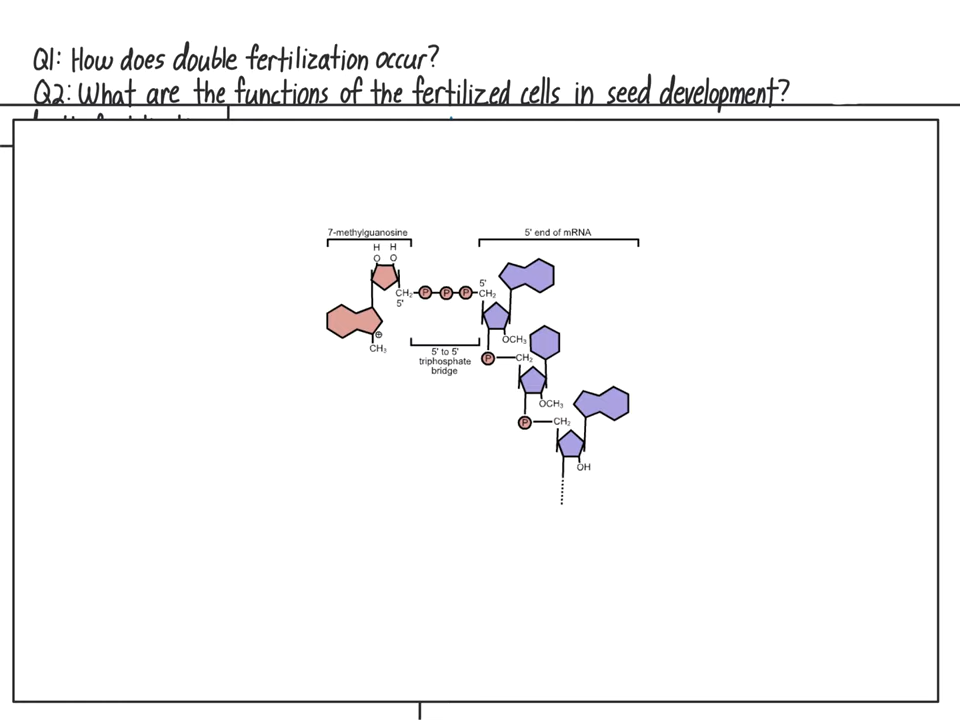 Q1: How does double fertilization occur?
Q2: What are the functions of the fertilized cells in seed development?
7-methylguanosine
5' end of mRNA
H H
O O
5'
CH₂ P P P CH₂
5'
⊕
CH₃
OCH₃
5' to 5'
triphosphate
bridge
P CH₂
OCH₃
P CH₂
OH